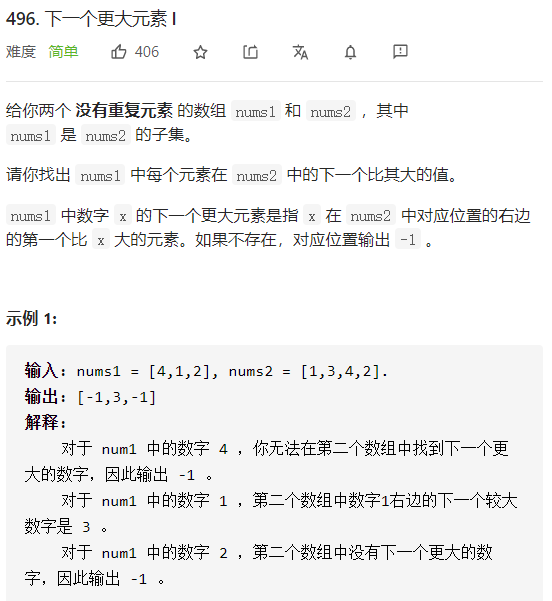 496. 下一个更大元素 I
难度 简单 406
给你两个 没有重复元素 的数组 nums1 和 nums2 ，其中
nums1 是 nums2 的子集。
请你找出 nums1 中每个元素在 nums2 中的下一个比其大的值。
nums1 中数字 x 的下一个更大元素是指 x 在 nums2 中对应位置的右边
的第一个比 x 大的元素。如果不存在，对应位置输出 -1 。
示例 1:
输入: nums1 = [4,1,2], nums2 = [1,3,4,2].
输出: [-1,3,-1]
解释:
对于 num1 中的数字 4 ，你无法在第二个数组中找到下一个更
大的数字，因此输出 -1 。
对于 num1 中的数字 1 ，第二个数组中数字1右边的下一个较大
数字是 3 。
对于 num1 中的数字 2 ，第二个数组中没有下一个更大的数
字，因此输出 -1 。